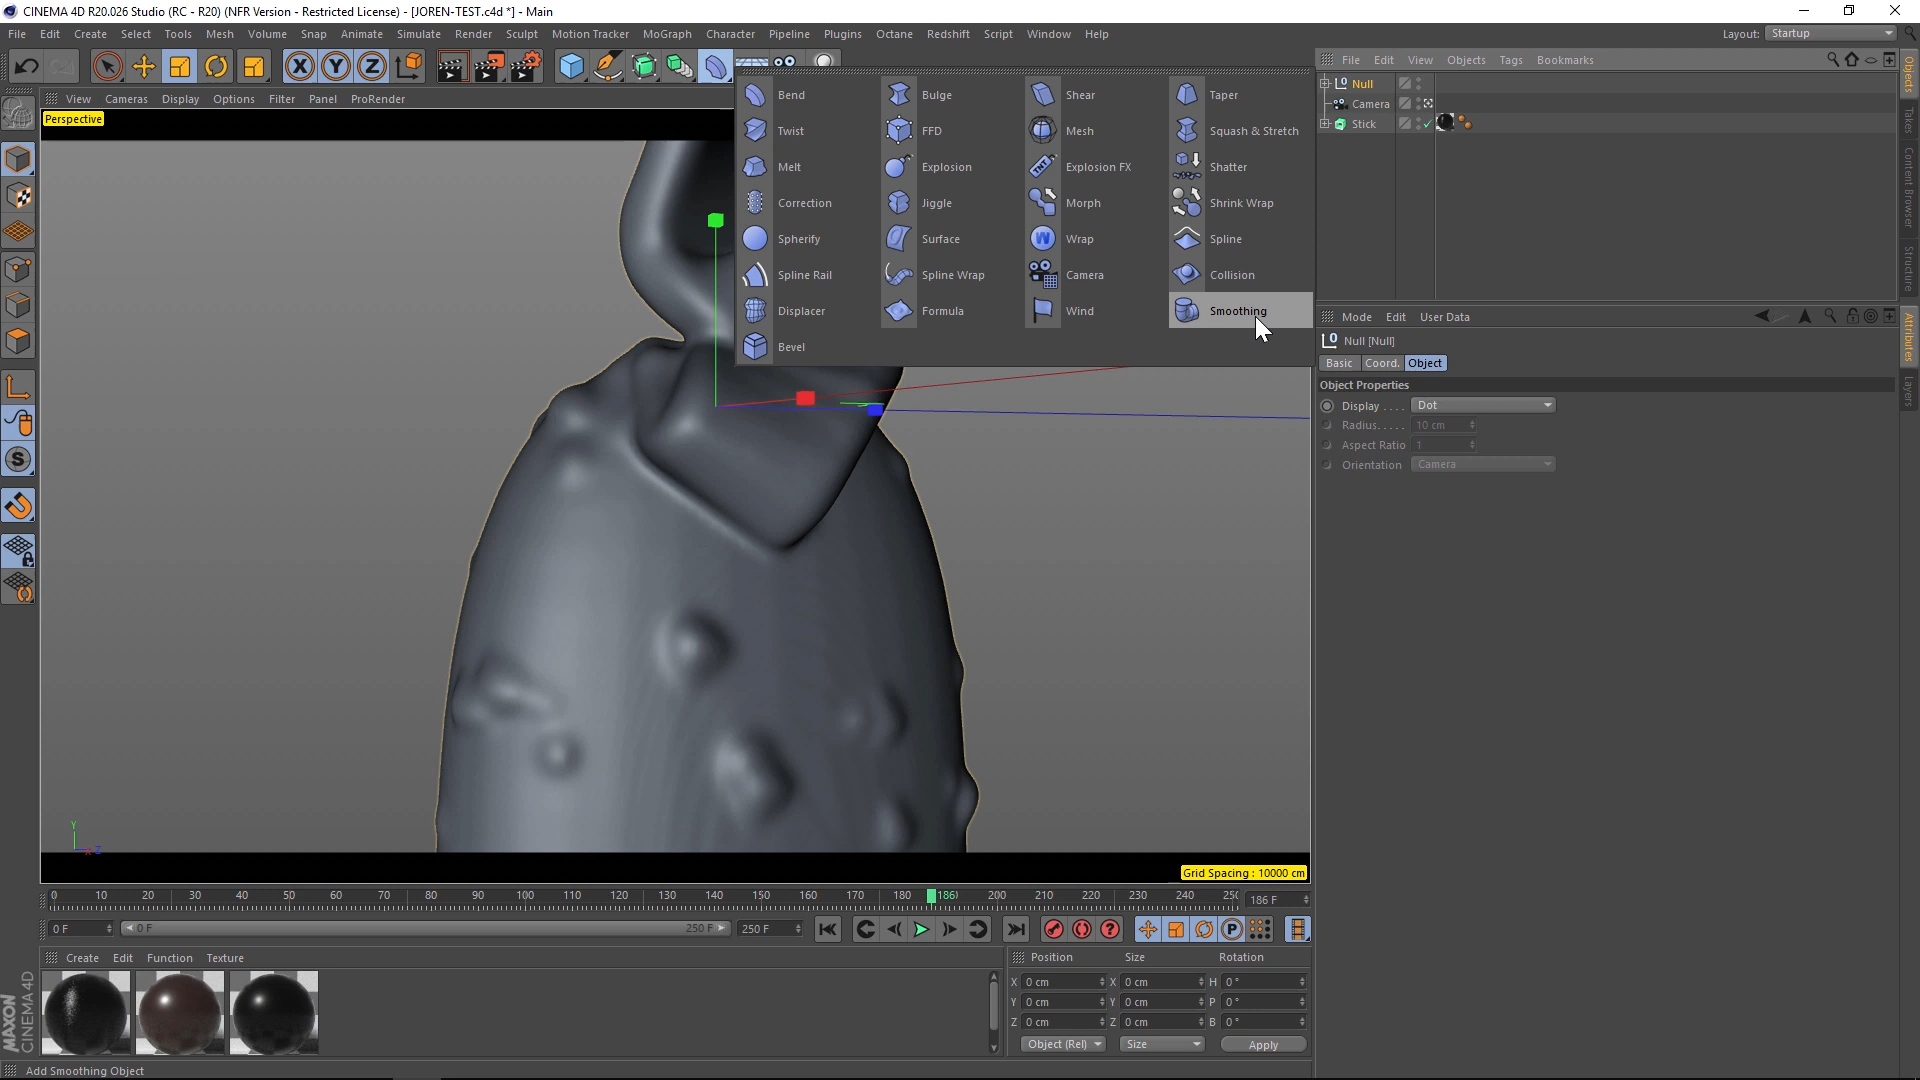 CINEMA 4D R20.026 Studio (RC - R20) (NFR Version - Restricted License) - [JOREN-TEST.c4d *] - Main
File Edit Create Select Tools Mesh Volume Snap Animate Simulate Render Sculpt Motion Tracker MoGraph Character Pipeline Plugins Octane Redshift Script Window Help
Layout: Startup
View Cameras Display Options Filter Panel ProRender
Perspective
Bend Bulge Shear Taper
Twist FFD Mesh Squash & Stretch
Melt Explosion Explosion FX Shatter
Correction Jiggle Morph Shrink Wrap
Spherify Surface Wrap Spline
Spline Rail Spline Wrap Camera Collision
Displacer Formula Wind Smoothing
Bevel
File Edit View Objects Tags Bookmarks
Null
Camera
Stick
Objects
Takes
Content Browser
Structure
Mode Edit User Data
Null [Null]
Basic Coord. Object
Object Properties
Display . . . . Dot
Radius. . . . . 10 cm
Aspect Ratio 1
Orientation Camera
Attributes
Layers
Y
X Z
Grid Spacing : 10000 cm
0 10 20 30 40 50 60 70 80 90 100 110 120 130 140 150 160 170 180 186 200 210 220 230 240 25(
186 F
0 F 0 F 250 F 250 F
Create Edit Function Texture
Position Size Rotation
X 0 cm X 0 cm H 0 °
Y 0 cm Y 0 cm P 0 °
Z 0 cm Z 0 cm B 0 °
Object (Rel) Size Apply
MAXON
CINEMA 4D
Add Smoothing Object